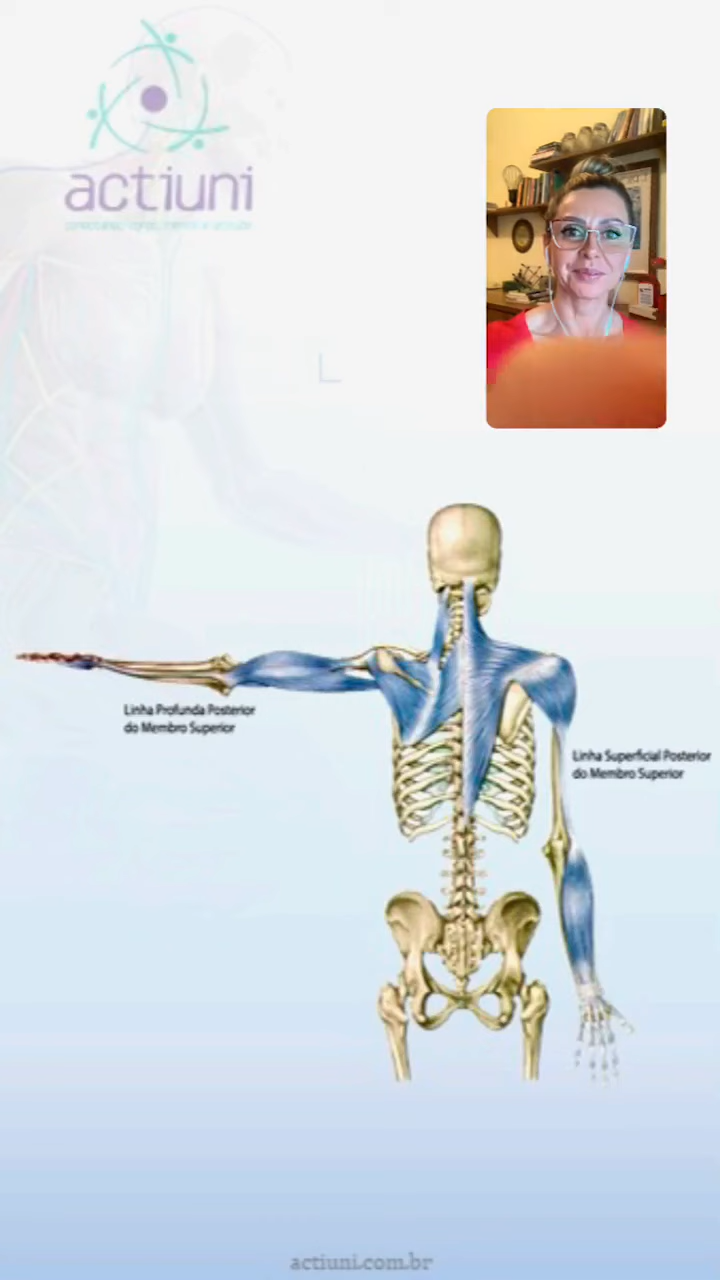 actiuni
Linha Profunda Posterior
do Membro Superior
Linha Superficial Posterior
do Membro Superior
actiuni.com.br